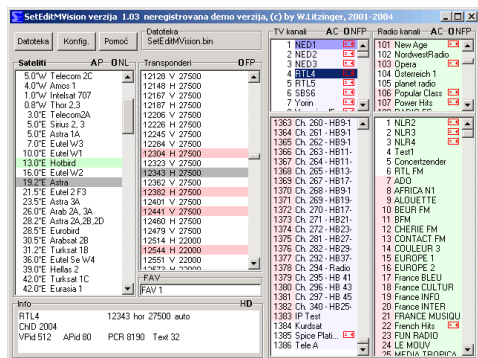 SetEditMVision verzija 1.03 neregistrovana demo verzija, (c) by W.Litzinger, 2001-2004
Datoteka Konfig. Pomoć
Datoteka
SetEditMVision.bin
Sateliti AP ONL
5.0°W Telecom 2C
4.0°W Amos 1
1.0°W Intelsat 707
0.8°W Thor 2,3
3.0°E Telecom2A
5.0°E Sirius 2, 3
5.0°E Astra 1A
7.0°E Eutel W3
10.0°E Eutel W1
13.0°E Hotbird
16.0°E Eutel W2
19.2°E Astra
21.5°E Eutel 2 F3
23.5°E Astra 3A
26.0°E Arab 2A, 3A
28.2°E Astra 2A,2B,2D
28.5°E Eurobird
30.5°E Arabsat 2B
31.2°E Turksat 1B
36.0°E Eutel Se W4
39.0°E Hellas 2
42.0°E Turksat 1C
42.0°E Eurasia 1
Transponderi OFP
12128 V 27500
12148 H 27500
12167 V 27500
12187 H 27500
12206 V 27500
12226 H 27500
12245 V 27500
12284 V 27500
12304 H 27500
12323 V 27500
12343 H 27500
12362 V 27500
12382 H 27500
12401 V 27500
12441 V 27500
12460 H 27500
12479 V 27500
12514 H 22000
12544 H 22000
12551 V 22000
12573 H 22000
FAV
FAV 1
Info HD
RTL4 12343 hor 27500 auto
ChID 2004
VPid 512 APid 80 PCR 8190 Text 32
TV kanali AC ONFP
1 NED1
2 NED2
3 NED3
4 RTL4
5 RTL5
6 SBS6
7 Yorin
1363 Ch. 260 - HB9-1
1364 Ch. 261 - HB9-1
1365 Ch. 262 - HB9-1
1366 Ch. 263 - HB11-
1367 Ch. 264 - HB11-
1368 Ch. 265 - HB13-
1369 Ch. 267 - HB17-
1370 Ch. 268 - HB9-1
1371 Ch. 269 - HB19-
1372 Ch. 270 - HB17-
1373 Ch. 271 - HB21-
1374 Ch. 272 - HB23-
1375 Ch. 281 - HB27-
1376 Ch. 282 - HB29-
1377 Ch. 292 - HB37-
1378 Ch. 294 - Radio
1379 Ch. 295 - HB 41
1380 Ch. 296 - HB 43
1381 Ch. 297 - HB 45
1382 Ch. 340 - HB25-
1383 IP Test
1384 Kurdsat
1385 Spice Plati...
1386 Tele A
Radio kanali AC ONFP
101 New Age
102 NordwestRadio
103 Opera
104 Österreich 1
105 planet radio
106 Popular Class
107 Power Hits
1 NLR2
2 NLR3
3 NLR4
4 Test1
5 Concertzender
6 RTL FM
7 ADO
8 AFRICA N1
9 ALOUETTE
10 BEUR FM
11 BFM
12 CHERIE FM
13 CONTACT FM
14 COULEUR 3
15 EUROPE 1
16 EUROPE 2
17 France BLEU
18 France CULTUR
19 France INFO
20 France INTER
21 FRANCE MUSIQU
22 French Hits
23 FUN RADIO
24 LE MOUV
25 MEDIA TROPICA